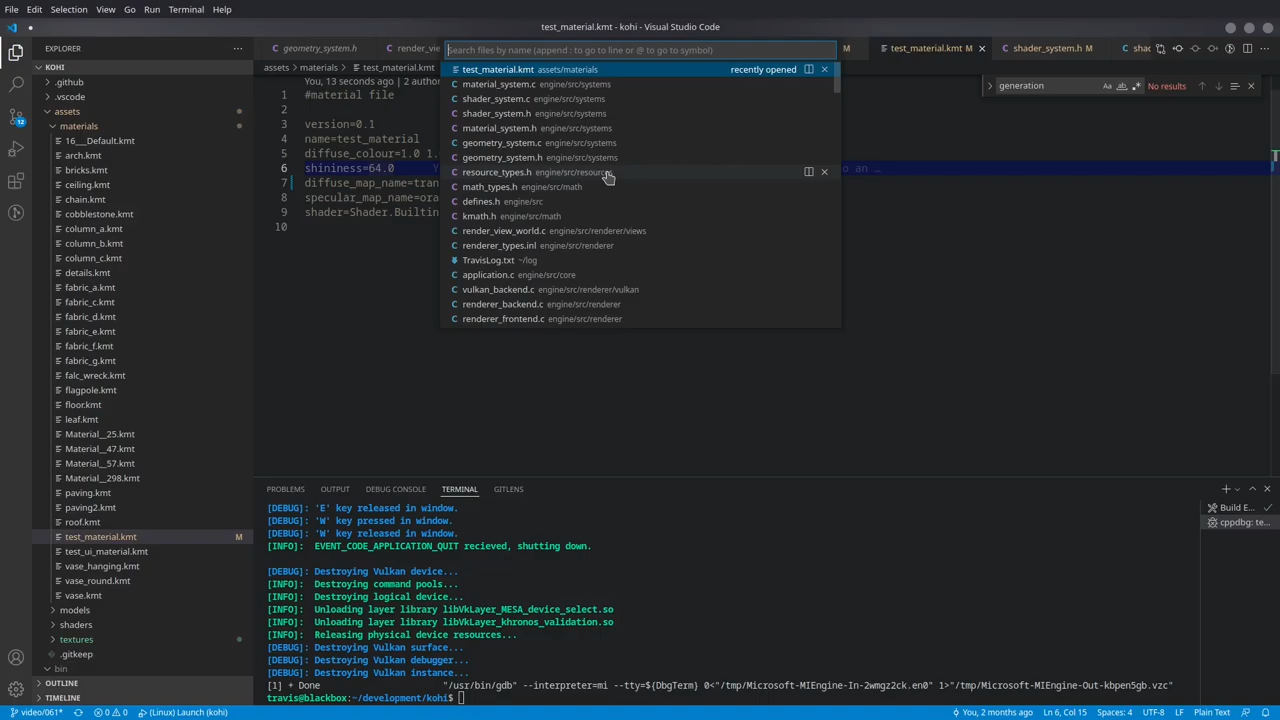 File Edit Selection View Go Run Terminal Help
test_material.kmt - kohi - Visual Studio Code
EXPLORER
KOHI
.github
.vscode
assets
materials
16___Default.kmt
arch.kmt
bricks.kmt
ceiling.kmt
chain.kmt
cobblestone.kmt
column_a.kmt
column_b.kmt
column_c.kmt
details.kmt
fabric_a.kmt
fabric_c.kmt
fabric_d.kmt
fabric_e.kmt
fabric_f.kmt
fabric_g.kmt
falc_wreck.kmt
flagpole.kmt
floor.kmt
leaf.kmt
Material__25.kmt
Material__47.kmt
Material__57.kmt
Material__298.kmt
paving.kmt
paving2.kmt
roof.kmt
test_material.kmt M
test_ui_material.kmt
vase_hanging.kmt
vase_round.kmt
vase.kmt
models
shaders
textures
.gitkeep
bin
OUTLINE
TIMELINE
12
geometry_system.h render_vie M test_material.kmt M shader_system.h M shac
assets > materials > test_material.kmt
You, 13 seconds ago | 2 author
1 #material file
2
3 version=0.1
4 name=test_material
5 diffuse_colour=1.0 1.
6 shininess=64.0 o an …
7 diffuse_map_name=tran
8 specular_map_name=ora
9 shader=Shader.Builtin
10
Search files by name (append : to go to line or @ to go to symbol)
test_material.kmt assets/materials recently opened
material_system.c engine/src/systems
shader_system.c engine/src/systems
shader_system.h engine/src/systems
material_system.h engine/src/systems
geometry_system.c engine/src/systems
geometry_system.h engine/src/systems
resource_types.h engine/src/resources
math_types.h engine/src/math
defines.h engine/src
kmath.h engine/src/math
render_view_world.c engine/src/renderer/views
renderer_types.inl engine/src/renderer
TravisLog.txt ~/log
application.c engine/src/core
vulkan_backend.c engine/src/renderer/vulkan
renderer_backend.c engine/src/renderer
renderer_frontend.c engine/src/renderer
generation Aa ab .* No results
PROBLEMS OUTPUT DEBUG CONSOLE TERMINAL GITLENS
[DEBUG]: 'E' key released in window.
[DEBUG]: 'W' key pressed in window.
[DEBUG]: 'W' key released in window.
[INFO]: EVENT_CODE_APPLICATION_QUIT recieved, shutting down.
[DEBUG]: Destroying Vulkan device...
[INFO]: Destroying command pools...
[INFO]: Destroying logical device...
[INFO]: Unloading layer library libVkLayer_MESA_device_select.so
[INFO]: Unloading layer library libVkLayer_khronos_validation.so
[INFO]: Releasing physical device resources...
[DEBUG]: Destroying Vulkan surface...
[DEBUG]: Destroying Vulkan debugger...
[DEBUG]: Destroying Vulkan instance...
[1] + Done "/usr/bin/gdb" --interpreter=mi --tty=${DbgTerm} 0<"/tmp/Microsoft-MIEngine-In-2wmgz2ck.en0" 1>"/tmp/Microsoft-MIEngine-Out-kbpen5gb.vzc"
travis@blackbox:~/development/kohi$
Build E...
cppdbg: te...
video/061* 0 0 (Linux) Launch (kohi) You, 2 months ago Ln 6, Col 15 Spaces: 4 UTF-8 LF Plain Text